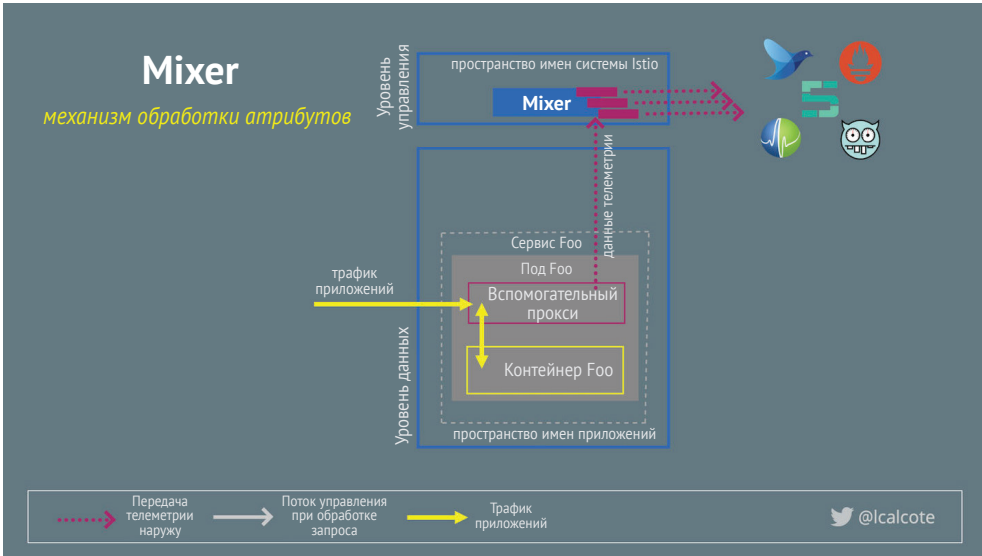 Mixer
механизм обработки атрибутов
Уровень
управления
пространство имен системы Istio
Mixer
данные телеметрии
Сервис Foo
Под Foo
трафик
приложений
Вспомогательный
прокси
Контейнер Foo
Уровень данных
пространство имен приложений
Передача
телеметрии
наружу
Поток управления
при обработке
запроса
Трафик
приложений
@lcalcote